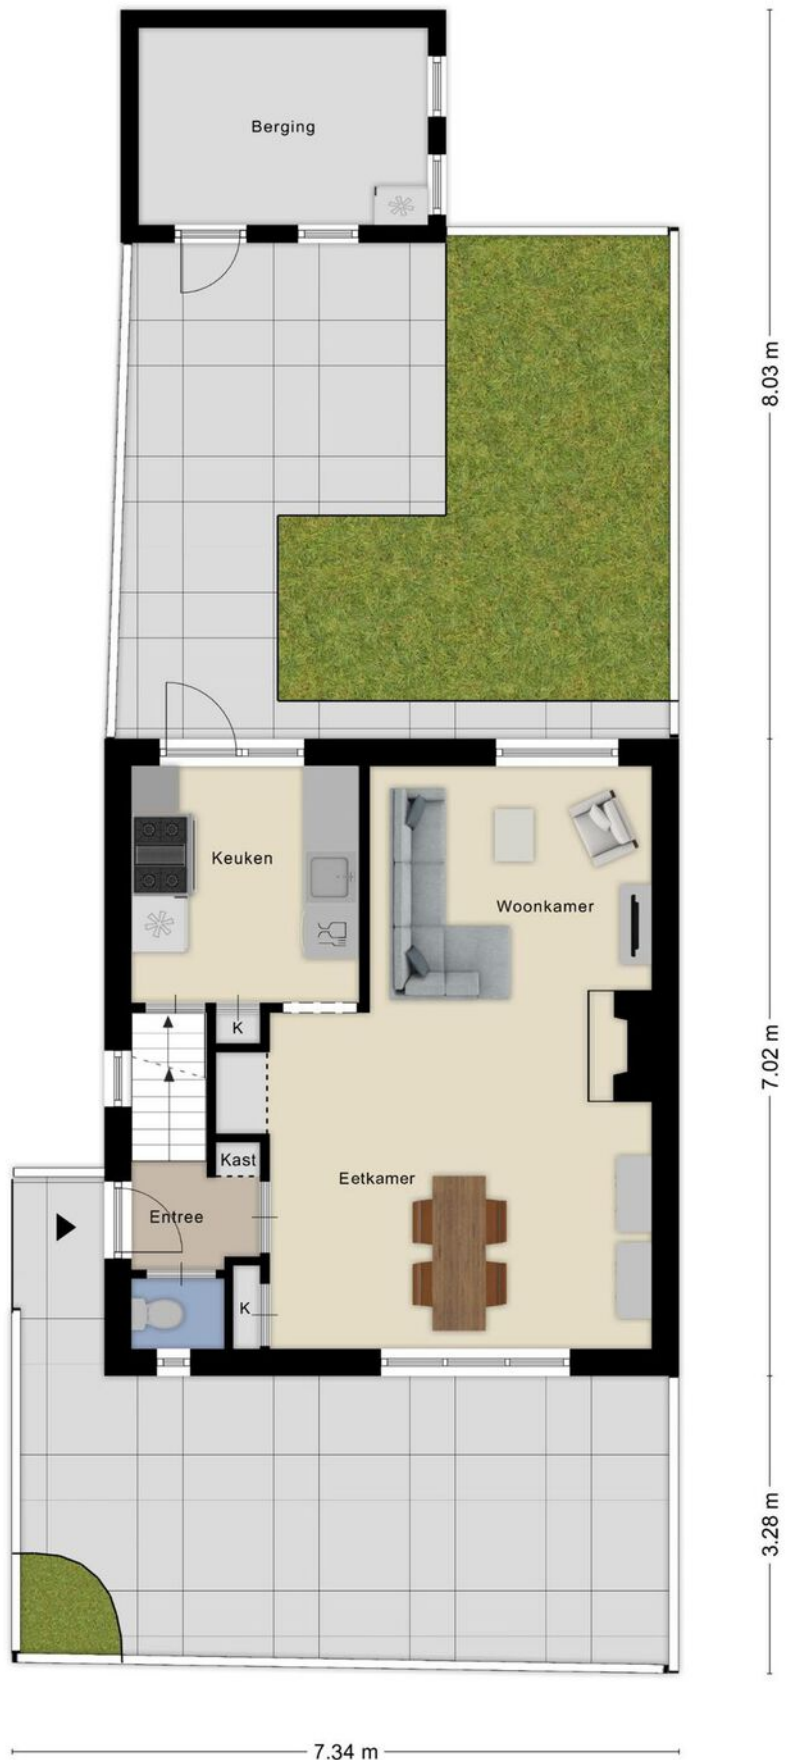 Berging
8.03 m
Keuken
Woonkamer
K
7.02 m
Kast
Eetkamer
Entree
K
3.28 m
7.34 m